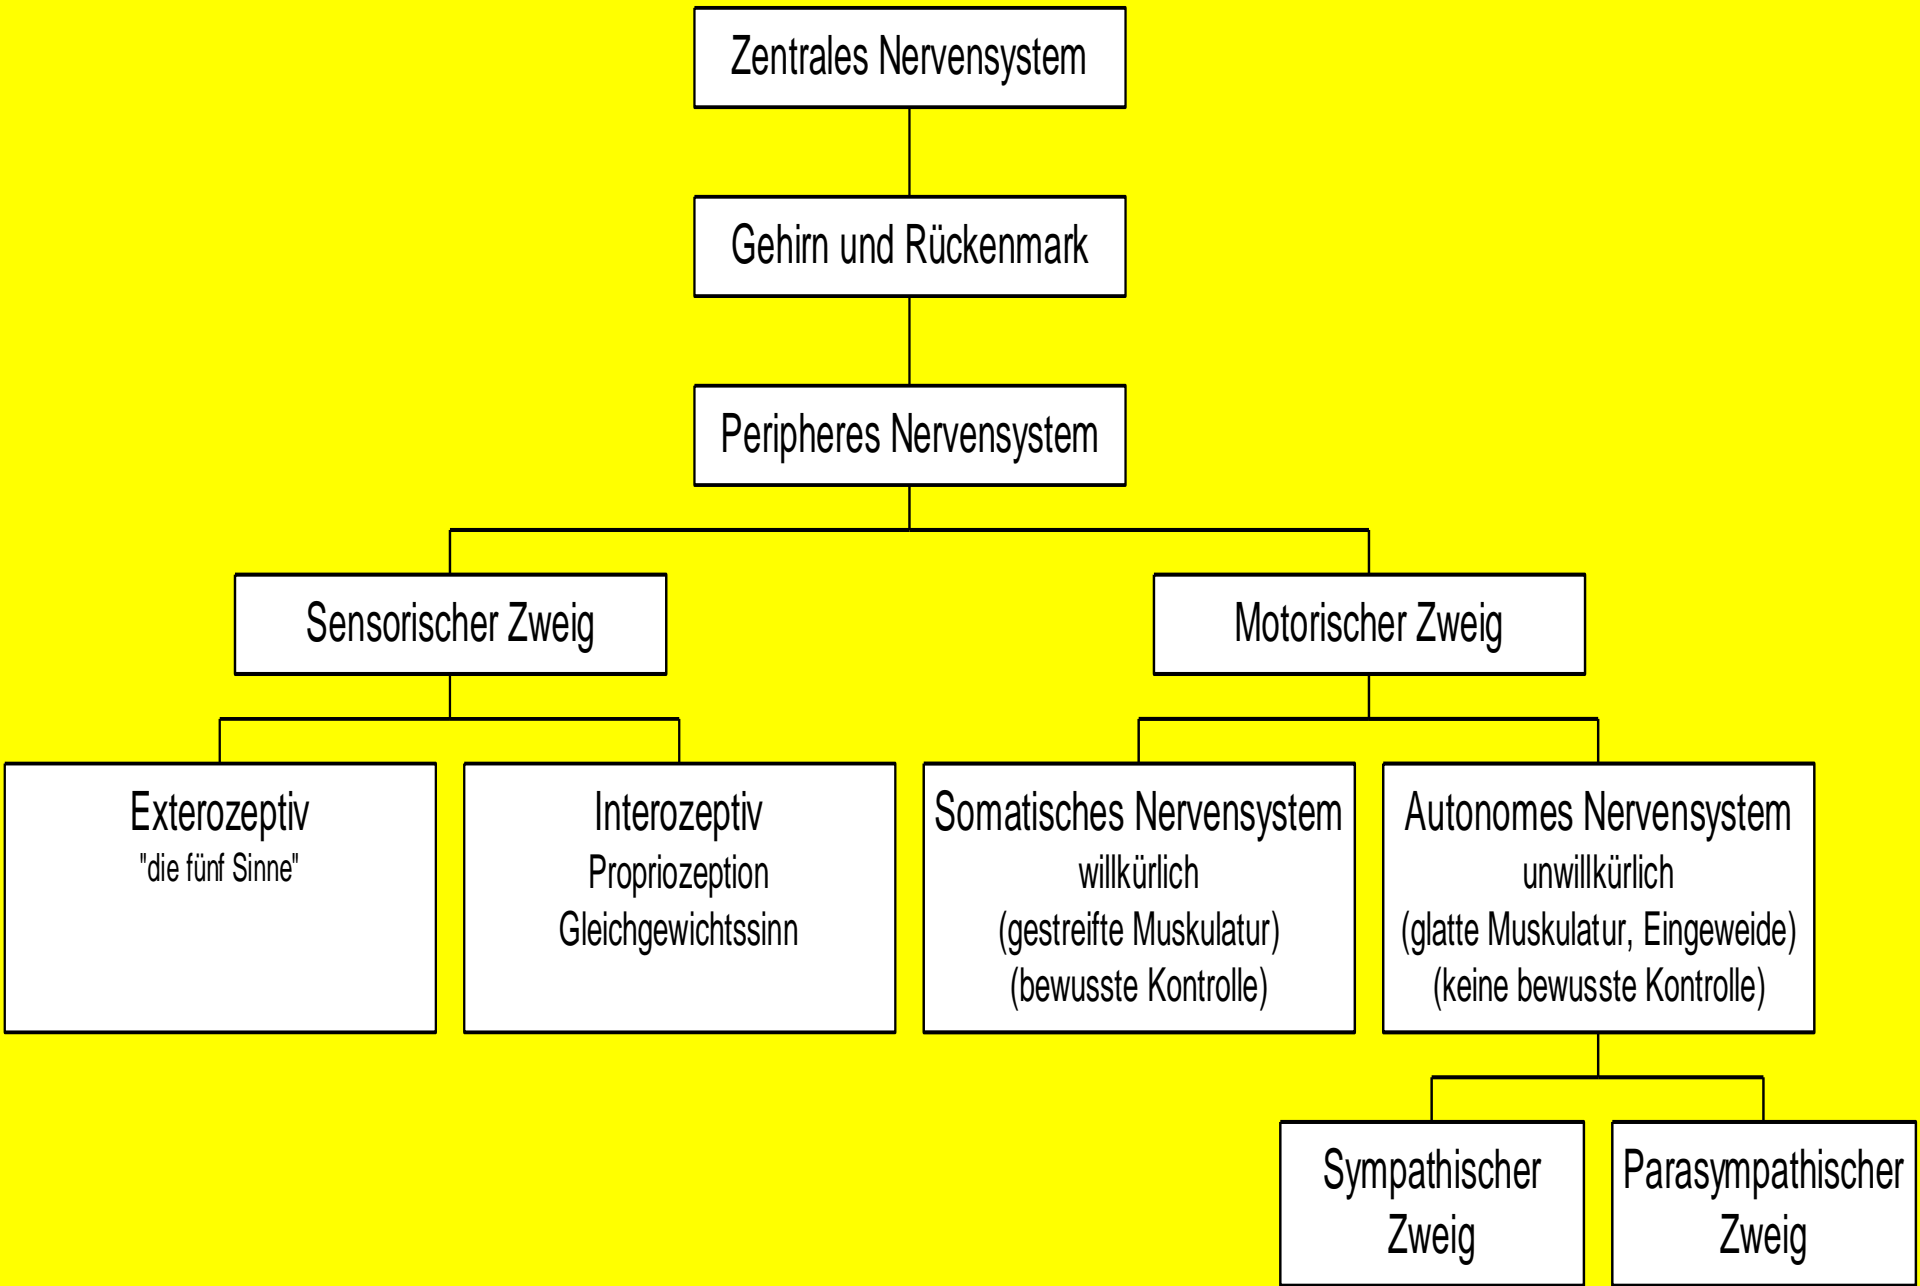 Zentrales Nervensystem
Gehirn und Rückenmark
Peripheres Nervensystem
Sensorischer Zweig
Motorischer Zweig
Exterozeptiv
"die fünf Sinne"
Interozeptiv
Propriozeption
Gleichgewichtssinn
Somatisches Nervensystem
willkürlich
(gestreifte Muskulatur)
(bewusste Kontrolle)
Autonomes Nervensystem
unwillkürlich
(glatte Muskulatur, Eingeweide)
(keine bewusste Kontrolle)
Sympathischer
Zweig
Parasympathischer
Zweig